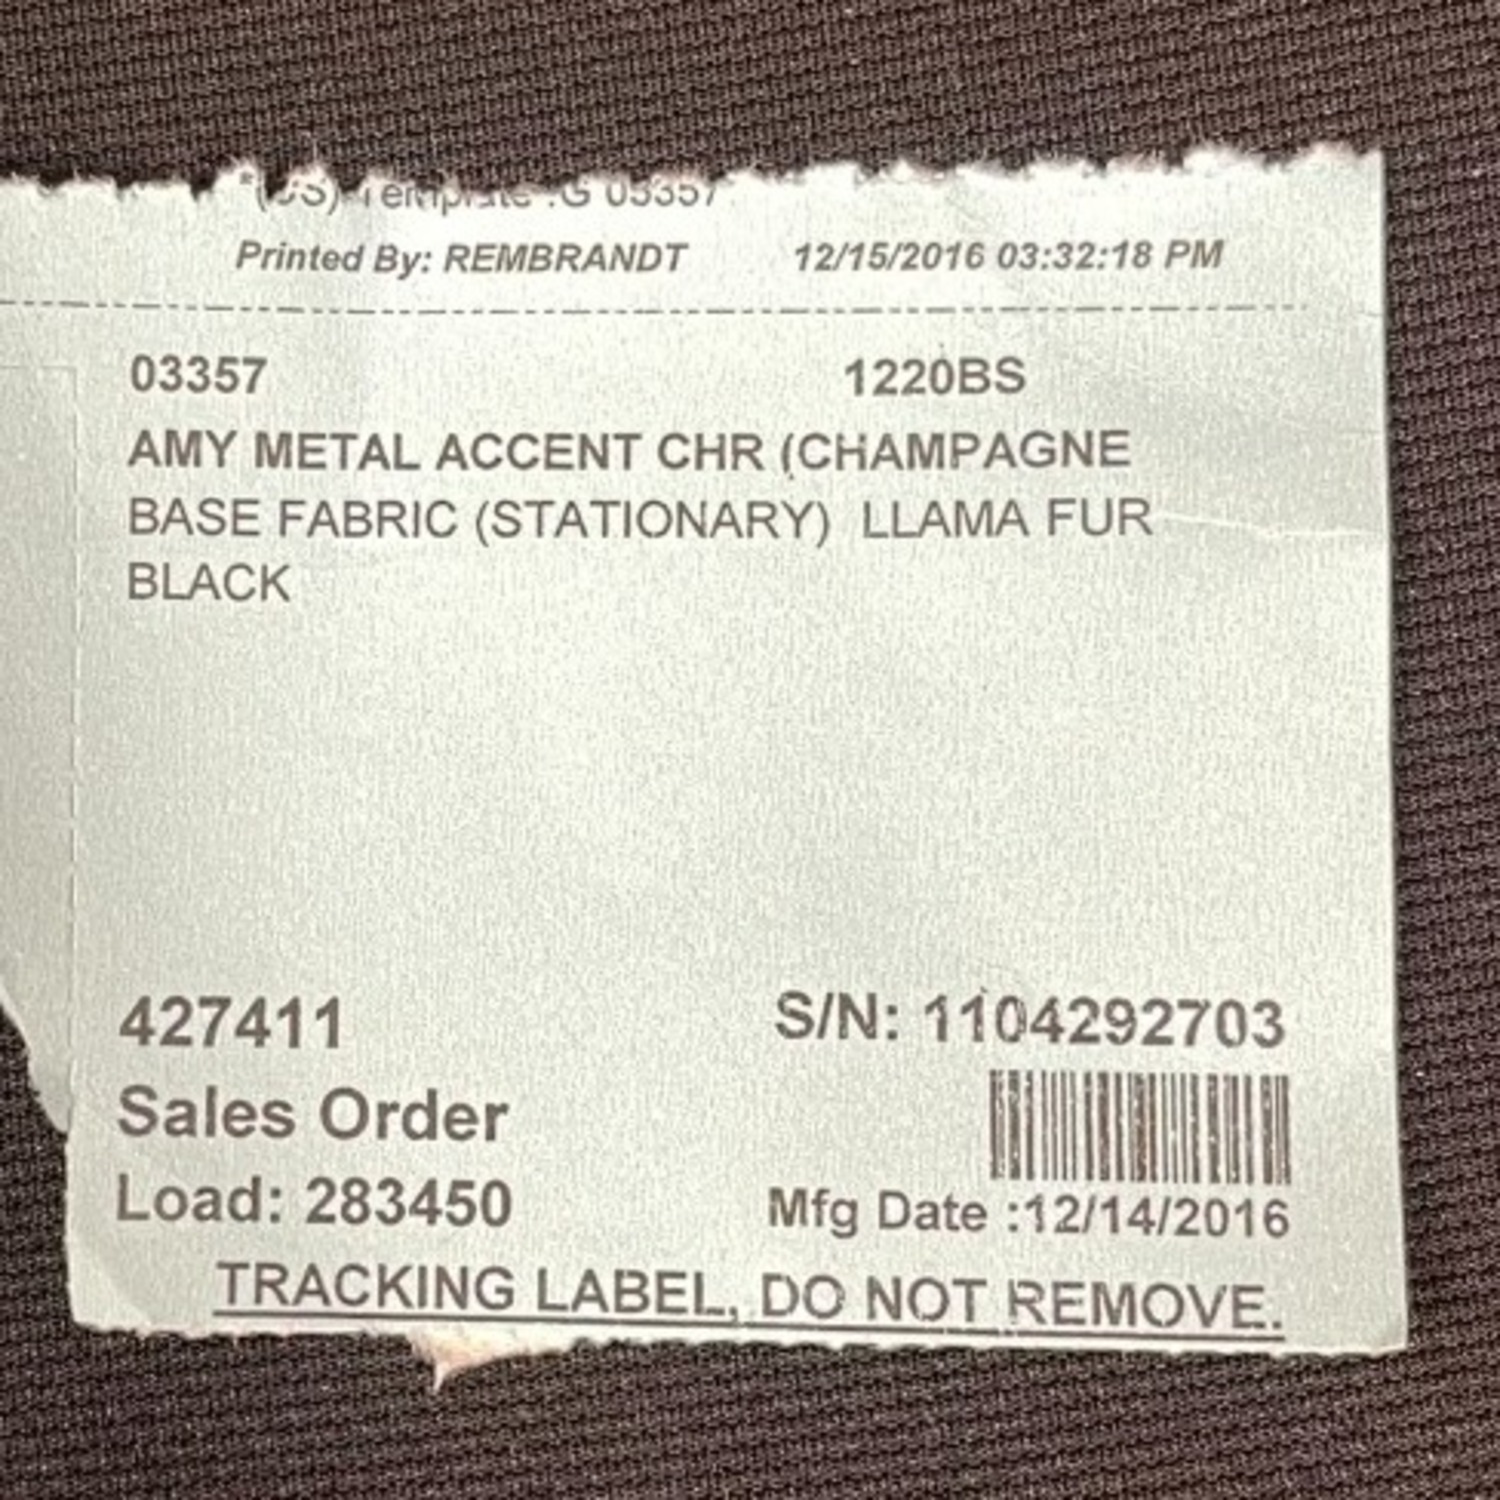 Template :G 03357
Printed By: REMBRANDT 12/15/2016 03:32:18 PM
03357 1220BS
AMY METAL ACCENT CHR (CHAMPAGNE
BASE FABRIC (STATIONARY) LLAMA FUR
BLACK
427411 S/N: 1104292703
Sales Order
Load: 283450 Mfg Date :12/14/2016
TRACKING LABEL, DO NOT REMOVE.